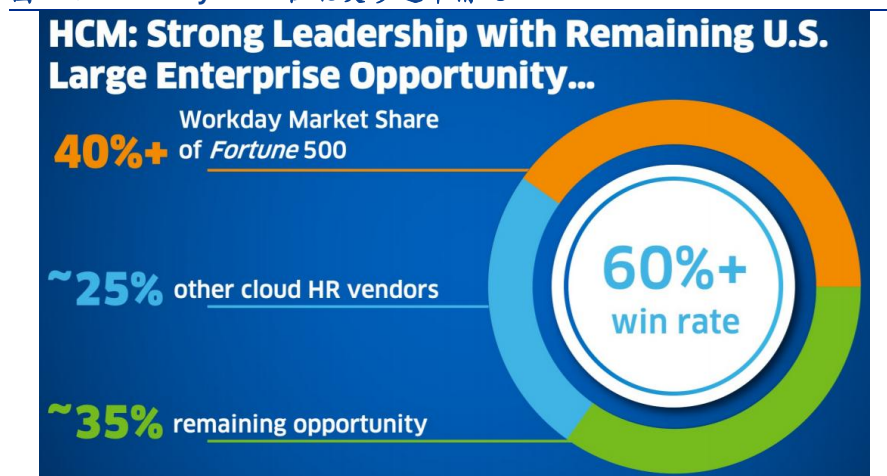 HCM: Strong Leadership with Remaining U.S.
Large Enterprise Opportunity...
40%+ Workday Market Share
of Fortune 500
~25% other cloud HR vendors
~35% remaining opportunity
60%+
win rate